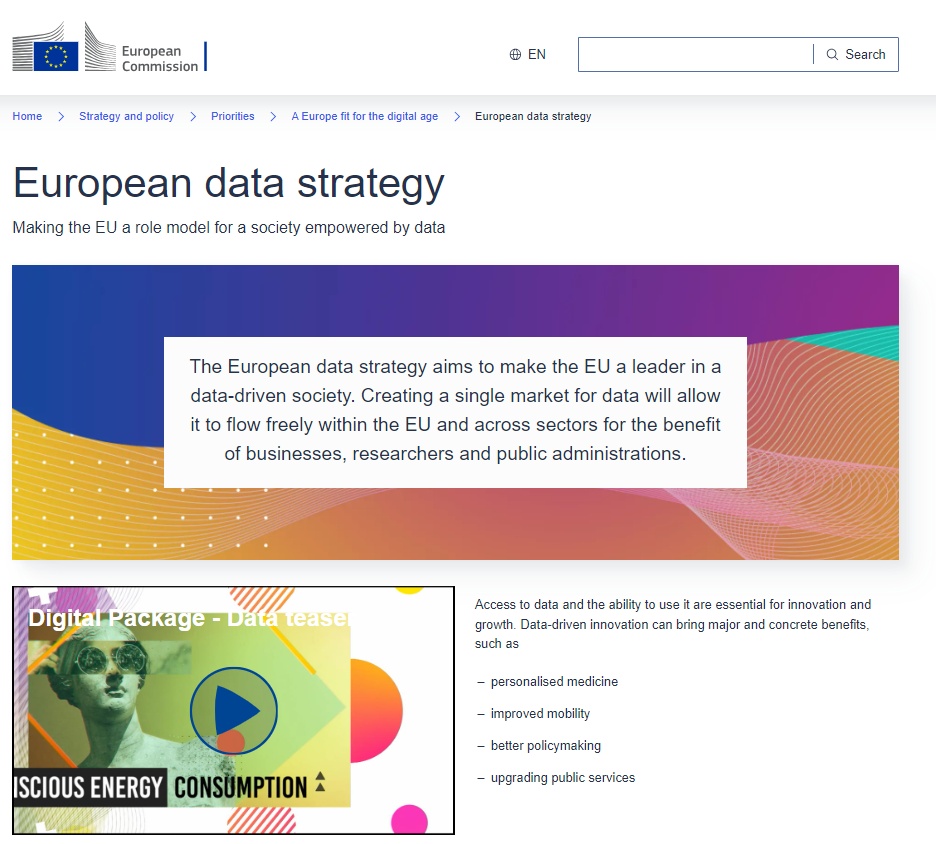 European
Commission
EN
Search
Home
Strategy and policy
Priorities
A Europe fit for the digital age
European data strategy
European data strategy
Making the EU a role model for a society empowered by data
The European data strategy aims to make the EU a leader in a
data-driven society. Creating a single market for data will allow
it to flow freely within the EU and across sectors for the benefit
of businesses, researchers and public administrations.
Digital Package - Data teaser
NSCIOUS ENERGY CONSUMPTION
Access to data and the ability to use it are essential for innovation and
growth. Data-driven innovation can bring major and concrete benefits,
such as
– personalised medicine
– improved mobility
– better policymaking
– upgrading public services